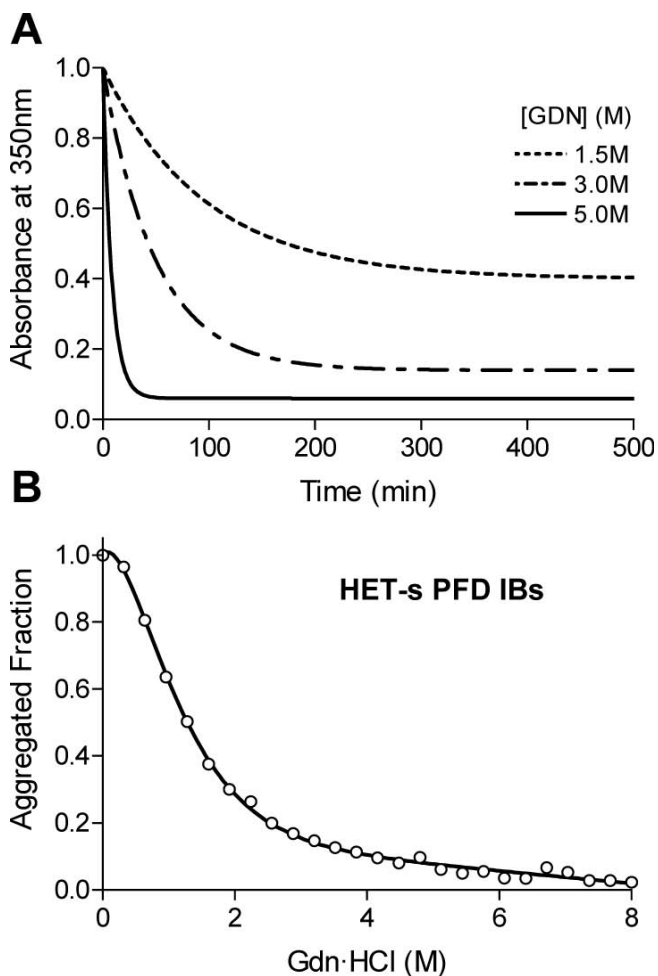 A
1.0
0.8
0.6
0.4
0.2
0.0
Absorbance at 350nm
[GDN] (M)
1.5M
3.0M
5.0M
0 100 200 300 400 500
Time (min)
B
1.0
0.8
0.6
0.4
0.2
0.0
Aggregated Fraction
HET-s PFD IBs
0 2 4 6 8
Gdn·HCl (M)